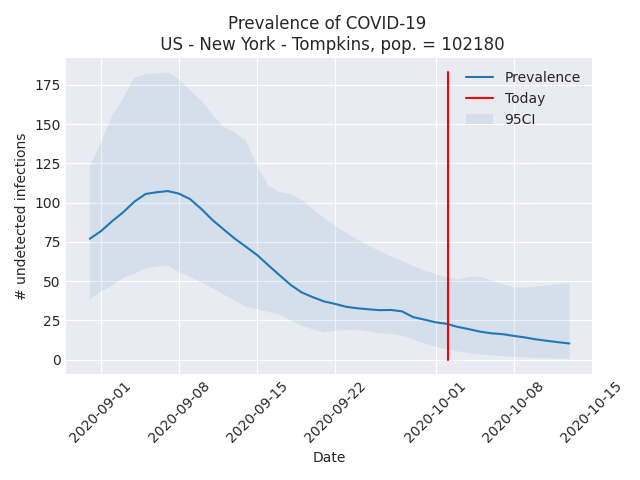 Prevalence of COVID-19
US - New York - Tompkins, pop. = 102180
Prevalence
Today
95CI
175
150
125
100
75
50
25
0
# undetected infections
2020-09-01
2020-09-08
2020-09-15
2020-09-22
2020-10-01
2020-10-08
2020-10-15
Date